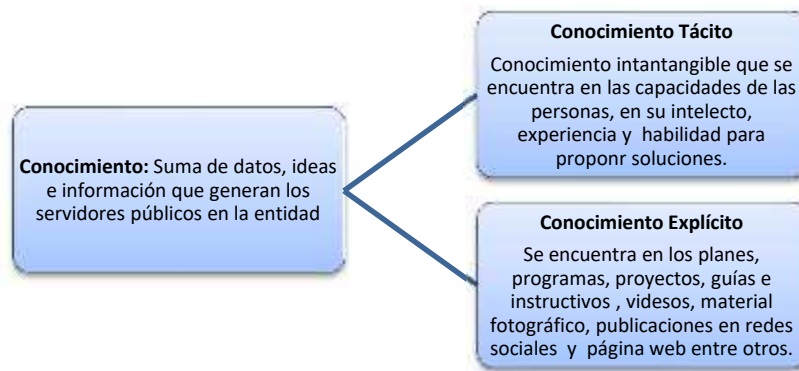 Conocimiento: Suma de datos, ideas
e información que generan los
servidores públicos en la entidad
Conocimiento Tácito
Conocimiento intantangible que se
encuentra en las capacidades de las
personas, en su intelecto,
experiencia y habilidad para
proponr soluciones.
Conocimiento Explícito
Se encuentra en los planes,
programas, proyectos, guías e
instructivos , videsos, material
fotográfico, publicaciones en redes
sociales y página web entre otros.